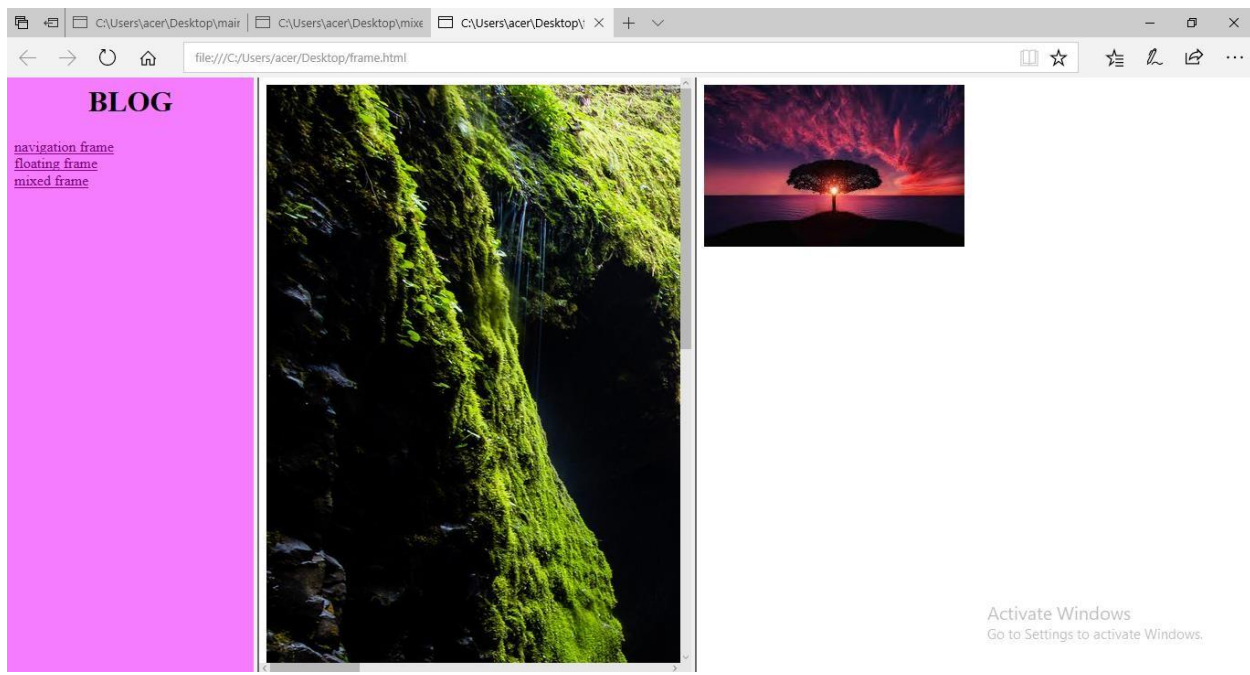 C:\Users\acer\Desktop\mair
C:\Users\acer\Desktop\mixe
C:\Users\acer\Desktop\
file:///C:/Users/acer/Desktop/frame.html
BLOG
navigation frame
floating frame
mixed frame
Activate Windows
Go to Settings to activate Windows.